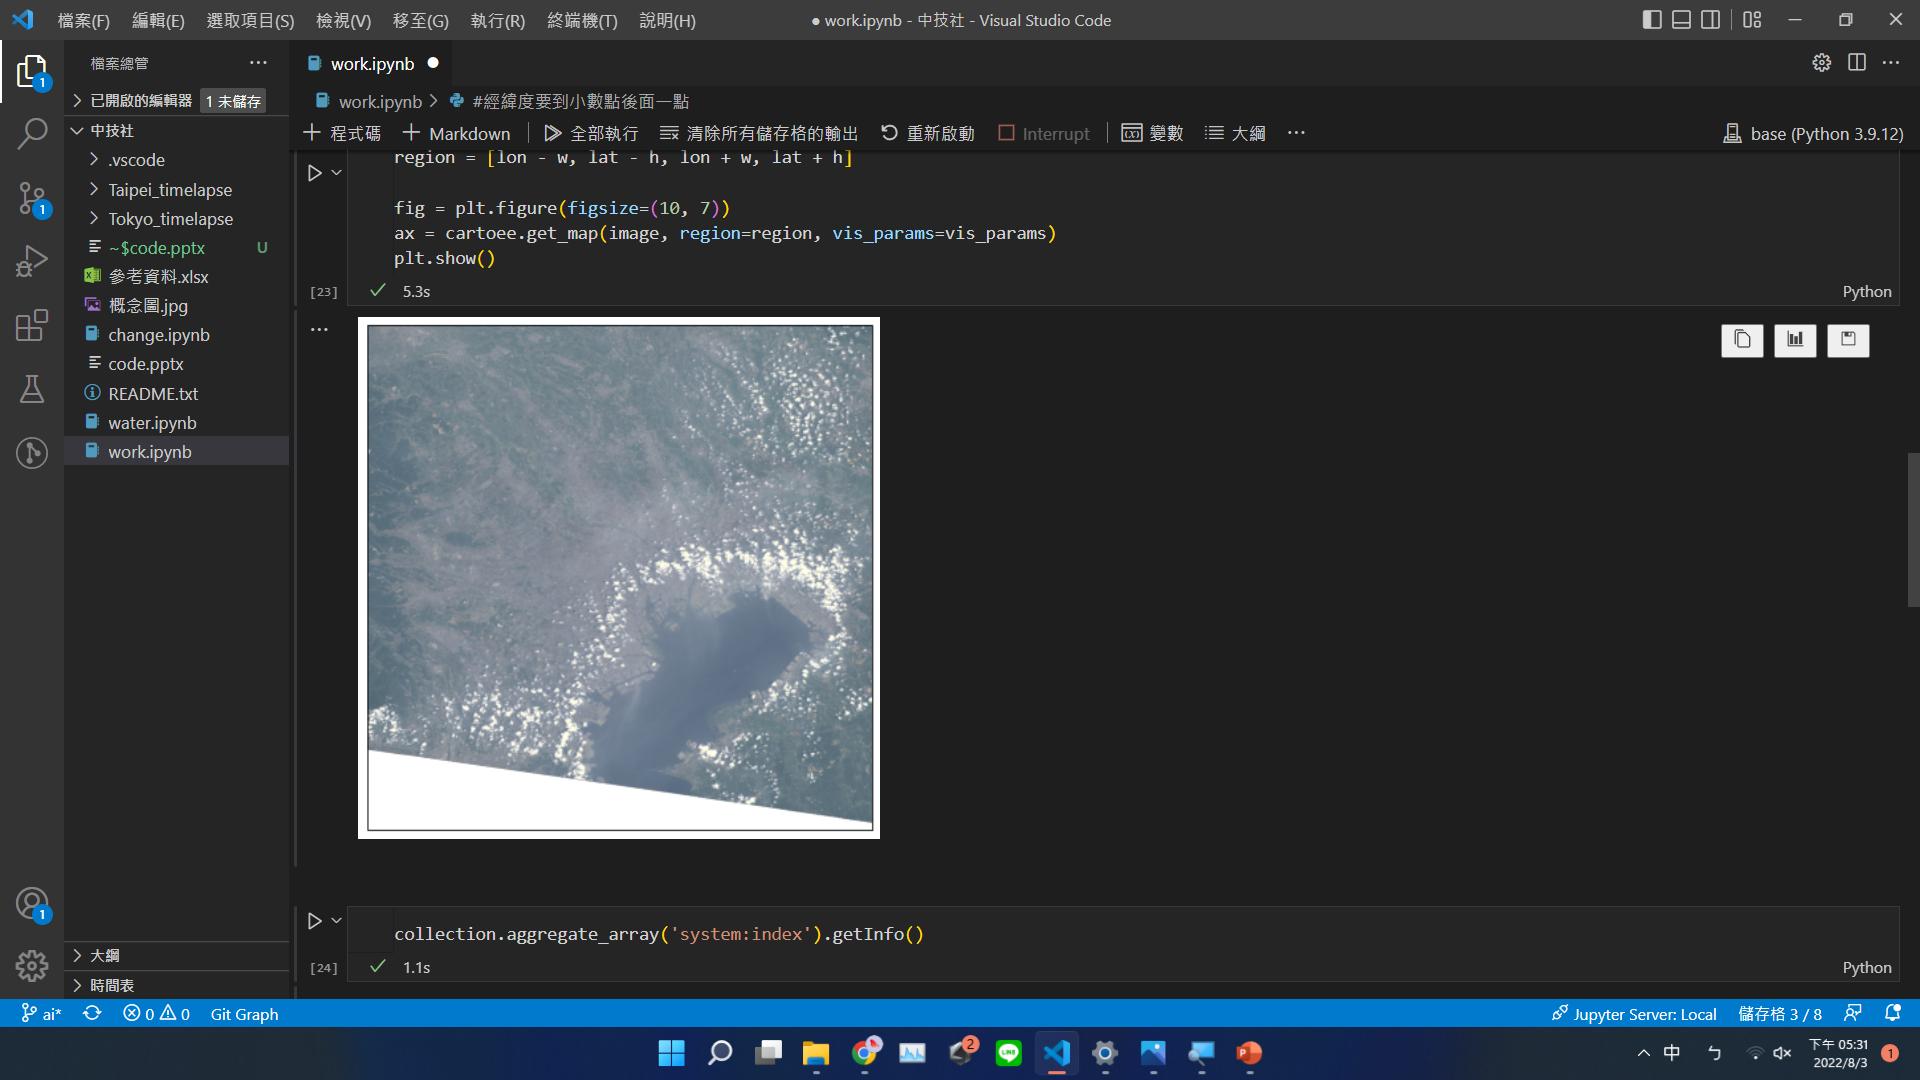 檔案(F) 編輯(E) 選取項目(S) 檢視(V) 移至(G) 執行(R) 終端機(T) 說明(H)
● work.ipynb - 中技社 - Visual Studio Code
檔案總管
已開啟的編輯器 1 未儲存
中技社
.vscode
Taipei_timelapse
Tokyo_timelapse
~$code.pptx U
參考資料.xlsx
概念圖.jpg
change.ipynb
code.pptx
README.txt
water.ipynb
work.ipynb
大綱
時間表
work.ipynb
work.ipynb > #經緯度要到小數點後面一點
程式碼 Markdown 全部執行 清除所有儲存格的輸出 重新啟動 Interrupt 變數 大綱 base (Python 3.9.12)
region = [lon - w, lat - h, lon + w, lat + h]
fig = plt.figure(figsize=(10, 7))
ax = cartoee.get_map(image, region=region, vis_params=vis_params)
plt.show()
[23] 5.3s Python
collection.aggregate_array('system:index').getInfo()
[24] 1.1s Python
1
1
1
ai* 0 0 Git Graph Jupyter Server: Local 儲存格 3 / 8
2
中 ㄅ 下午 05:31
2022/8/3
1